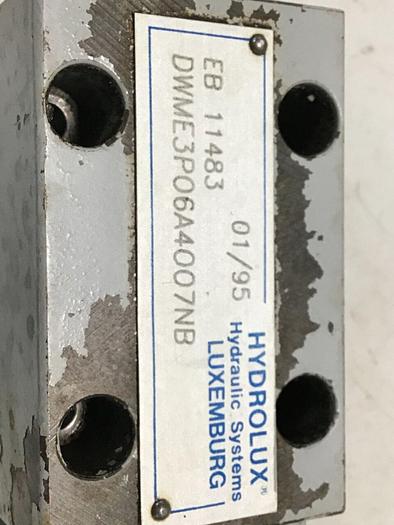 HYDROLUX®
Hydraulic Systems
LUXEMBURG
01/95
EB 11483
DWME3P06A4007NB